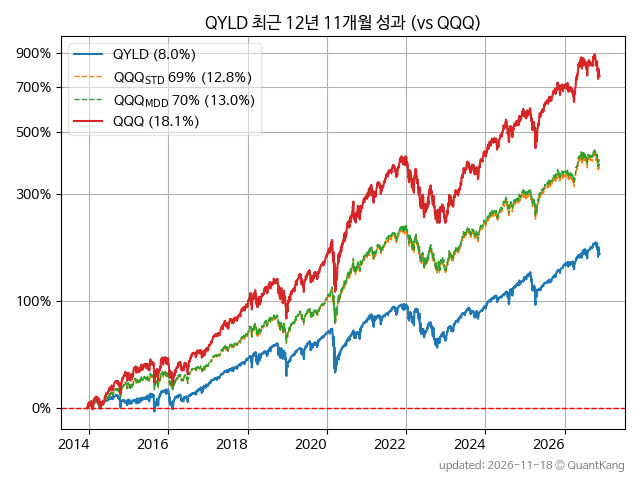 QYLD 최근 12년 11개월 성과 (vs QQQ)
900%
700%
500%
300%
100%
0%
QYLD (8.0%)
QQQSTD 69% (12.8%)
QQQMDD 70% (13.0%)
QQQ (18.1%)
2014 2016 2018 2020 2022 2024 2026
updated: 2026-11-18 © QuantKang